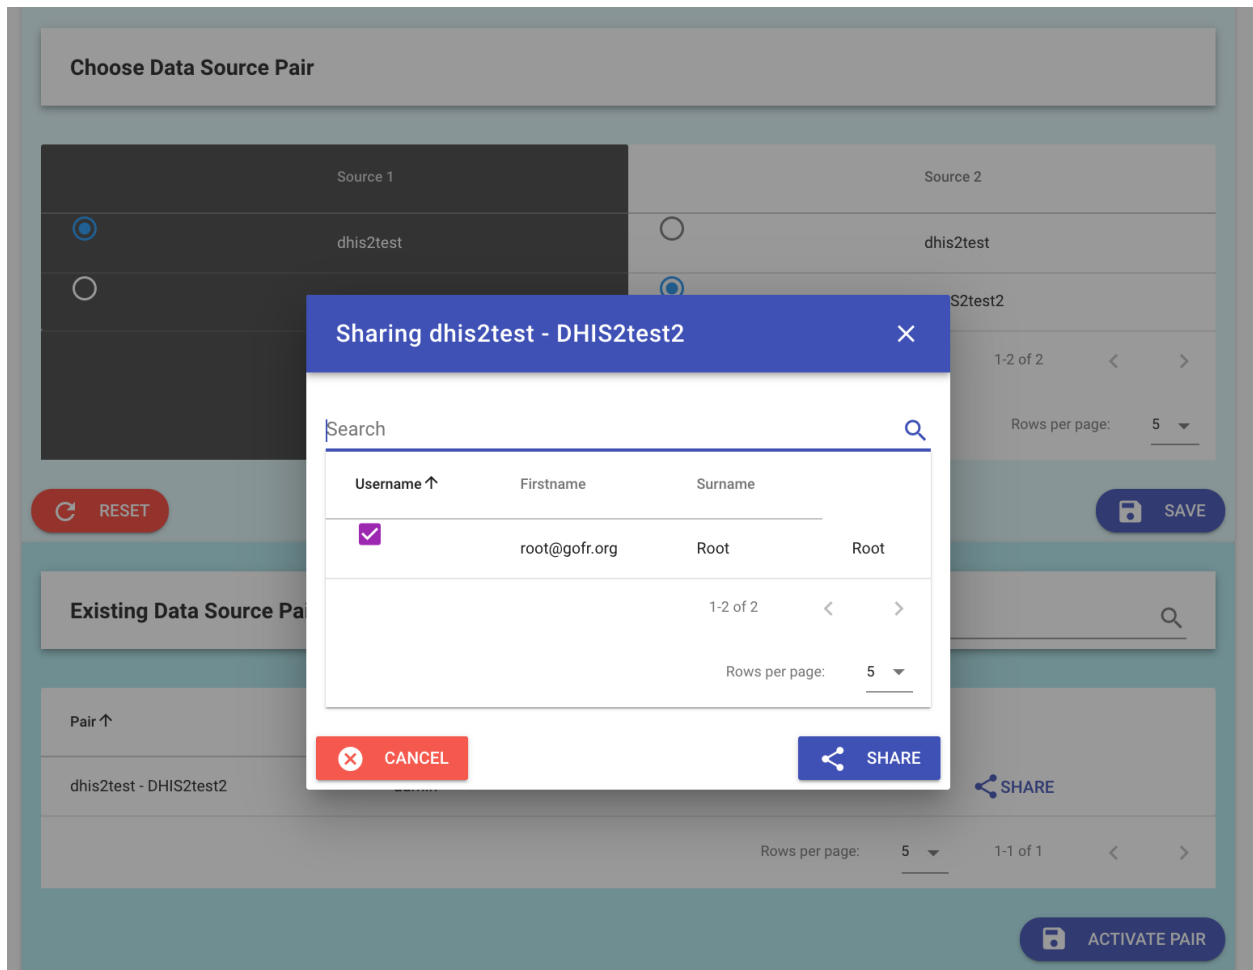 Choose Data Source Pair
Source 1
Source 2
dhis2test
dhis2test
S2test2
1-2 of 2
Rows per page: 5
RESET
SAVE
Sharing dhis2test - DHIS2test2
Search
Username Firstname Surname
root@gofr.org Root Root
1-2 of 2
Rows per page: 5
CANCEL
SHARE
Existing Data Source Pai
Pair
dhis2test - DHIS2test2
SHARE
Rows per page: 5 1-1 of 1
ACTIVATE PAIR